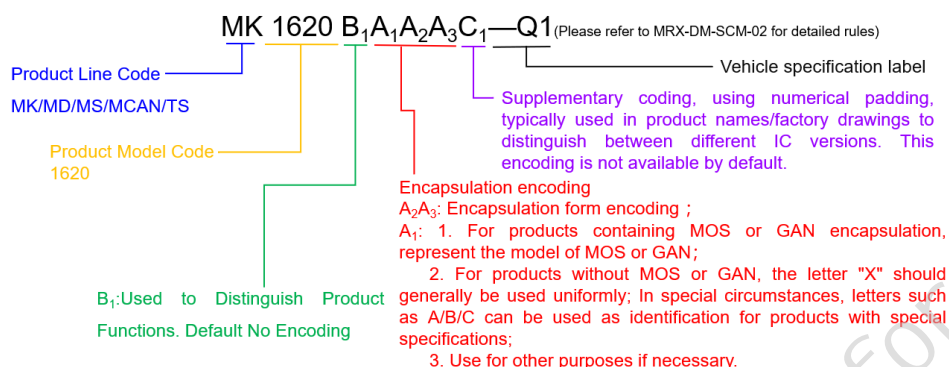 MK 1620 B₁A₁A₂A₃C₁—Q1(Please refer to MRX-DM-SCM-02 for detailed rules)
Product Line Code
MK/MD/MS/MCAN/TS
Vehicle specification label
Supplementary coding, using numerical padding,
typically used in product names/factory drawings to
distinguish between different IC versions. This
encoding is not available by default.
Product Model Code
1620
Encapsulation encoding
A₂A₃: Encapsulation form encoding ;
A₁: 1. For products containing MOS or GAN encapsulation,
represent the model of MOS or GAN;
2. For products without MOS or GAN, the letter "X" should
generally be used uniformly; In special circumstances, letters such
as A/B/C can be used as identification for products with special
specifications;
3. Use for other purposes if necessary.
B₁:Used to Distinguish Product
Functions. Default No Encoding
for